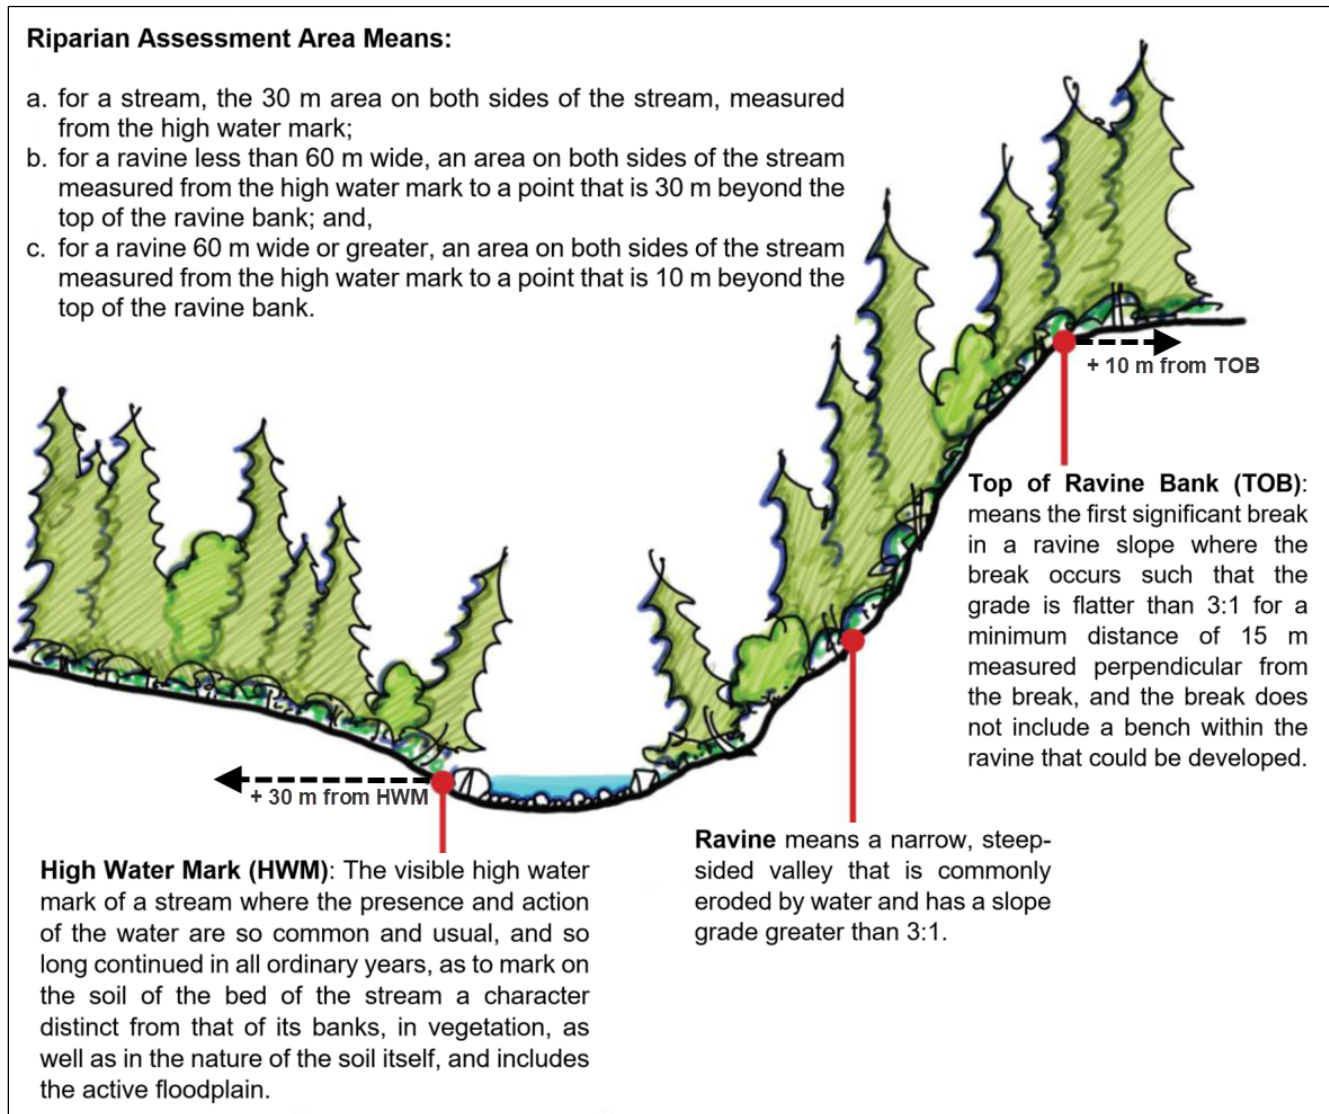 Riparian Assessment Area Means:
a. for a stream, the 30 m area on both sides of the stream, measured
from the high water mark;
b. for a ravine less than 60 m wide, an area on both sides of the stream
measured from the high water mark to a point that is 30 m beyond the
top of the ravine bank; and,
c. for a ravine 60 m wide or greater, an area on both sides of the stream
measured from the high water mark to a point that is 10 m beyond the
top of the ravine bank.
+ 10 m from TOB
Top of Ravine Bank (TOB):
means the first significant break
in a ravine slope where the
break occurs such that the
grade is flatter than 3:1 for a
minimum distance of 15 m
measured perpendicular from
the break, and the break does
not include a bench within the
ravine that could be developed.
+ 30 m from HWM
Ravine means a narrow, steep-
sided valley that is commonly
eroded by water and has a slope
grade greater than 3:1.
High Water Mark (HWM): The visible high water
mark of a stream where the presence and action
of the water are so common and usual, and so
long continued in all ordinary years, as to mark on
the soil of the bed of the stream a character
distinct from that of its banks, in vegetation, as
well as in the nature of the soil itself, and includes
the active floodplain.